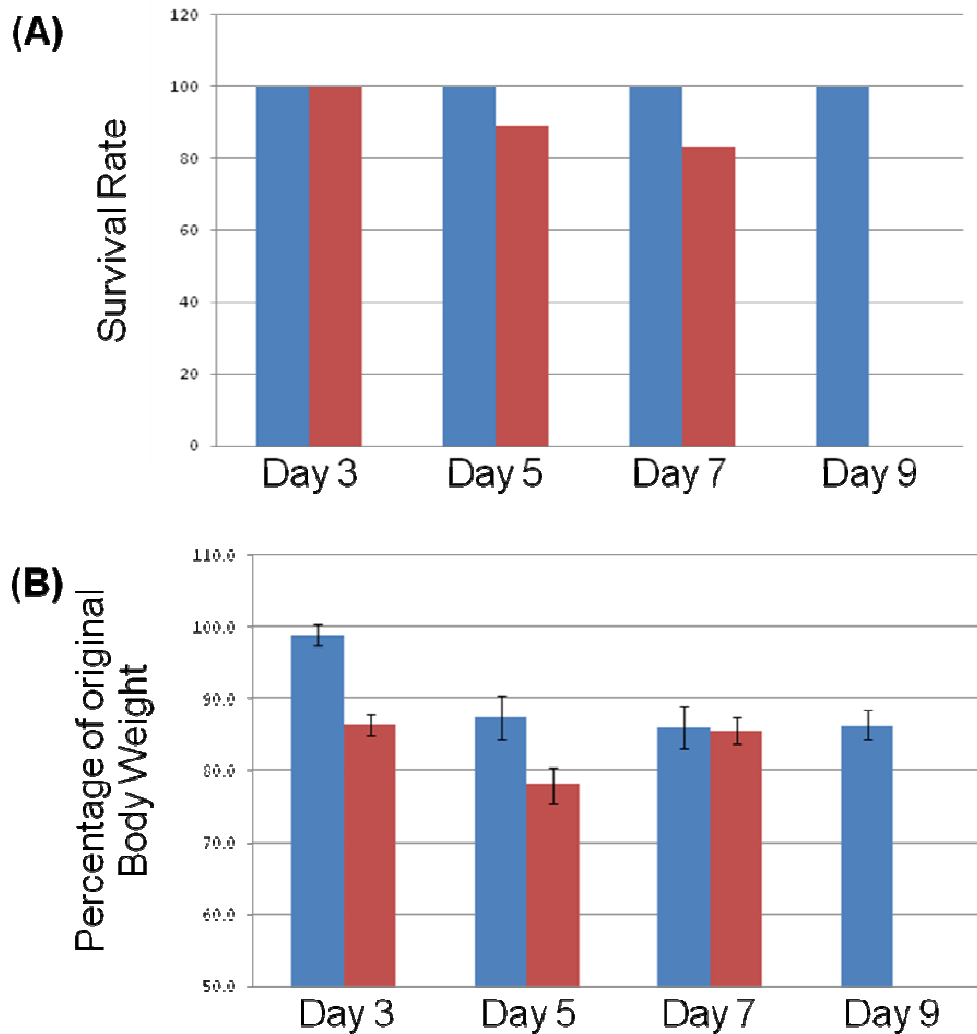 (A)
Survival Rate
120
100
80
60
40
20
0
Day 3 Day 5 Day 7 Day 9
(B)
Percentage of original
Body Weight
110.0
100.0
90.0
80.0
70.0
60.0
50.0
Day 3 Day 5 Day 7 Day 9